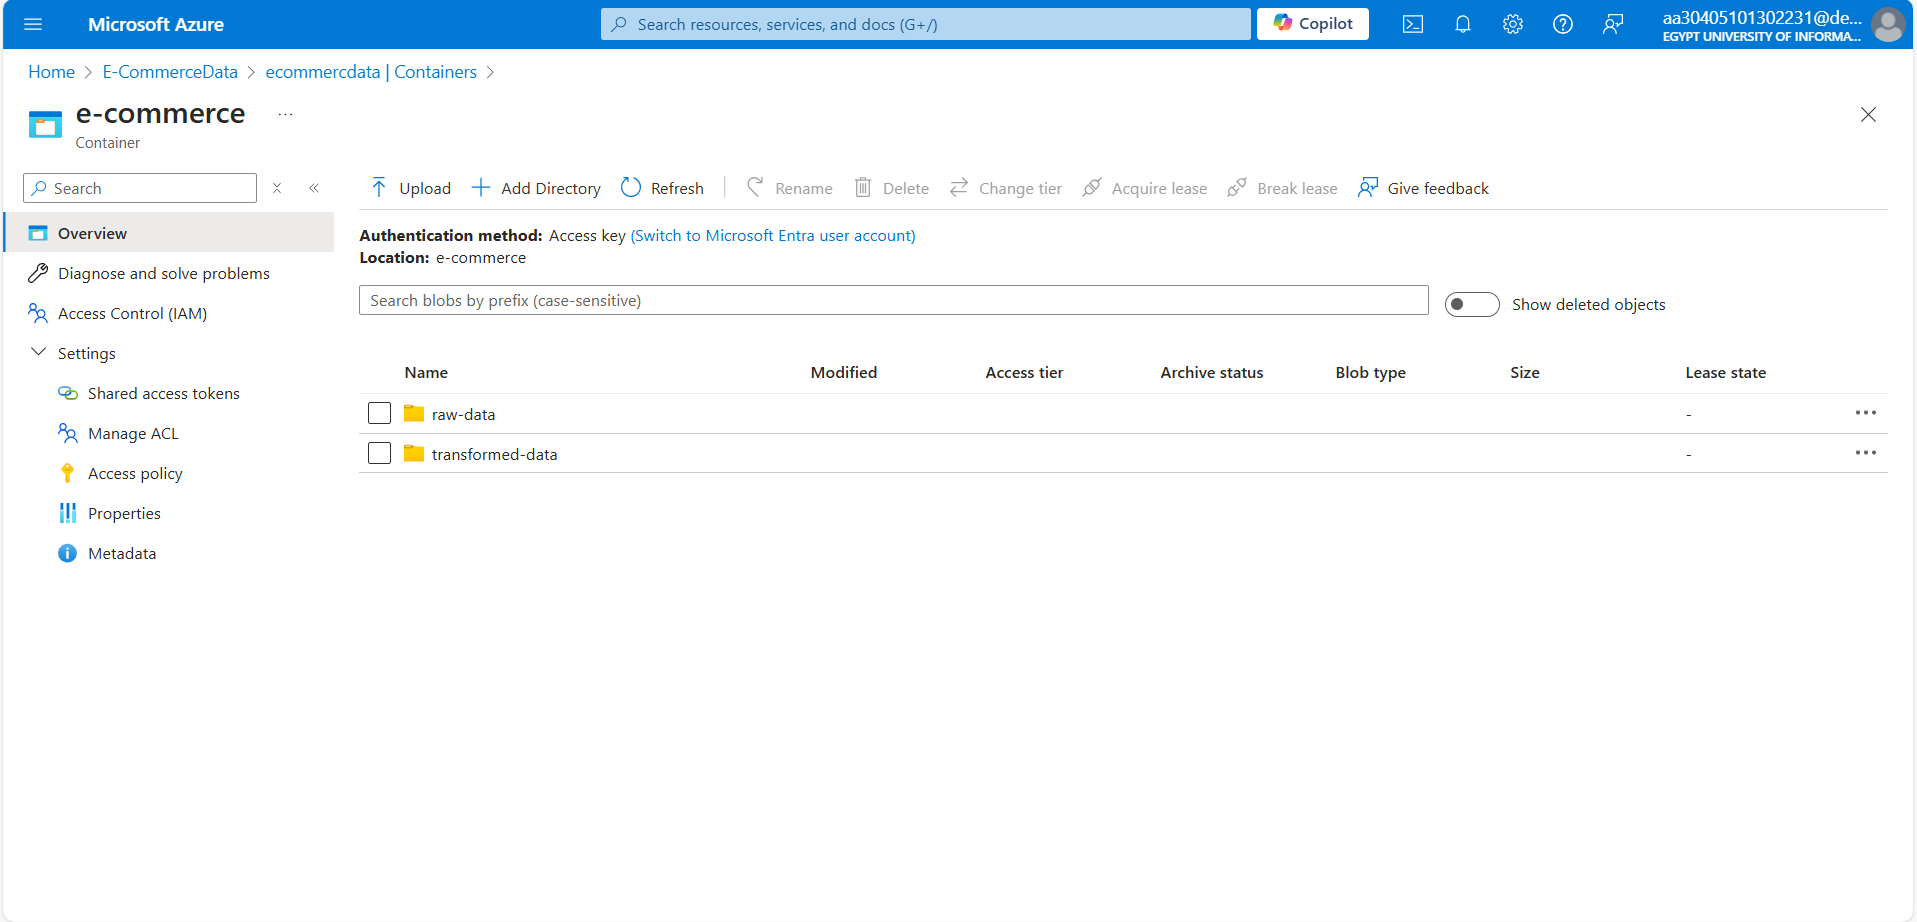 Microsoft Azure
Search resources, services, and docs (G+/)
Copilot
aa30405101302231@de...
EGYPT UNIVERSITY OF INFORMA...
Home > E-CommerceData > ecommercdata | Containers >
e-commerce ...
Container
Search
Overview
Diagnose and solve problems
Access Control (IAM)
Settings
Shared access tokens
Manage ACL
Access policy
Properties
Metadata
Upload Add Directory Refresh Rename Delete Change tier Acquire lease Break lease Give feedback
Authentication method: Access key (Switch to Microsoft Entra user account)
Location: e-commerce
Search blobs by prefix (case-sensitive)
Show deleted objects
Name Modified Access tier Archive status Blob type Size Lease state
raw-data - ...
transformed-data - ...